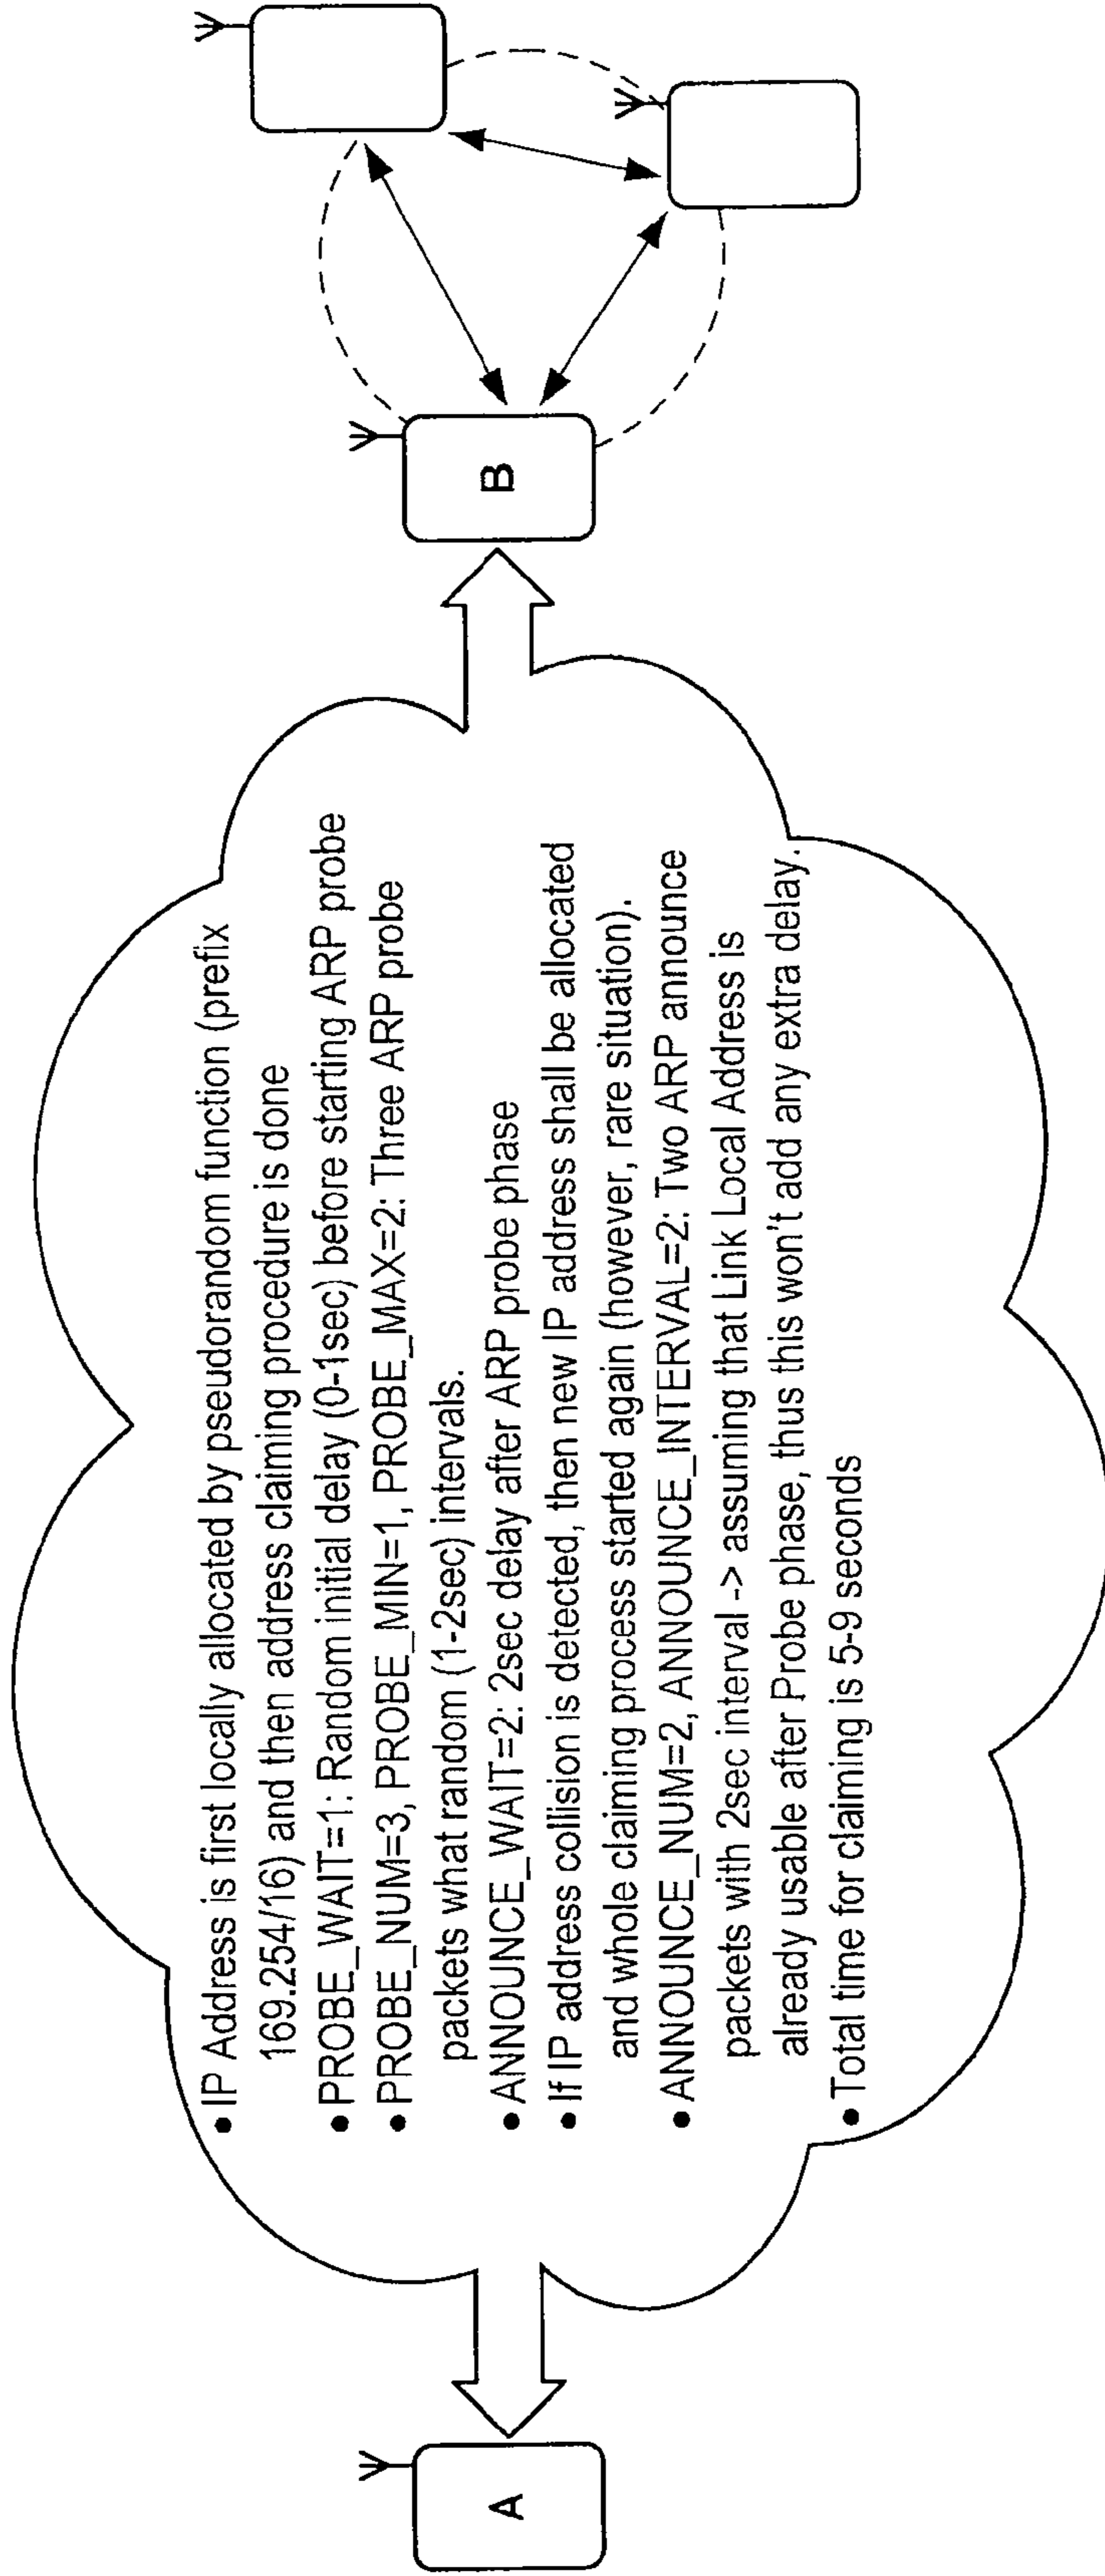 A
• IP Address is first locally allocated by pseudorandom function (prefix
169.254/16) and then address claiming procedure is done
• PROBE_WAIT=1: Random initial delay (0-1sec) before starting ARP probe
• PROBE_NUM=3, PROBE_MIN=1, PROBE_MAX=2: Three ARP probe
packets what random (1-2sec) intervals.
• ANNOUNCE_WAIT=2: 2sec delay after ARP probe phase
• If IP address collision is detected, then new IP address shall be allocated
and whole claiming process started again (however, rare situation).
• ANNOUNCE_NUM=2, ANNOUNCE_INTERVAL=2: Two ARP announce
packets with 2sec interval -> assuming that Link Local Address is
already usable after Probe phase, thus this won't add any extra delay.
• Total time for claiming is 5-9 seconds
B